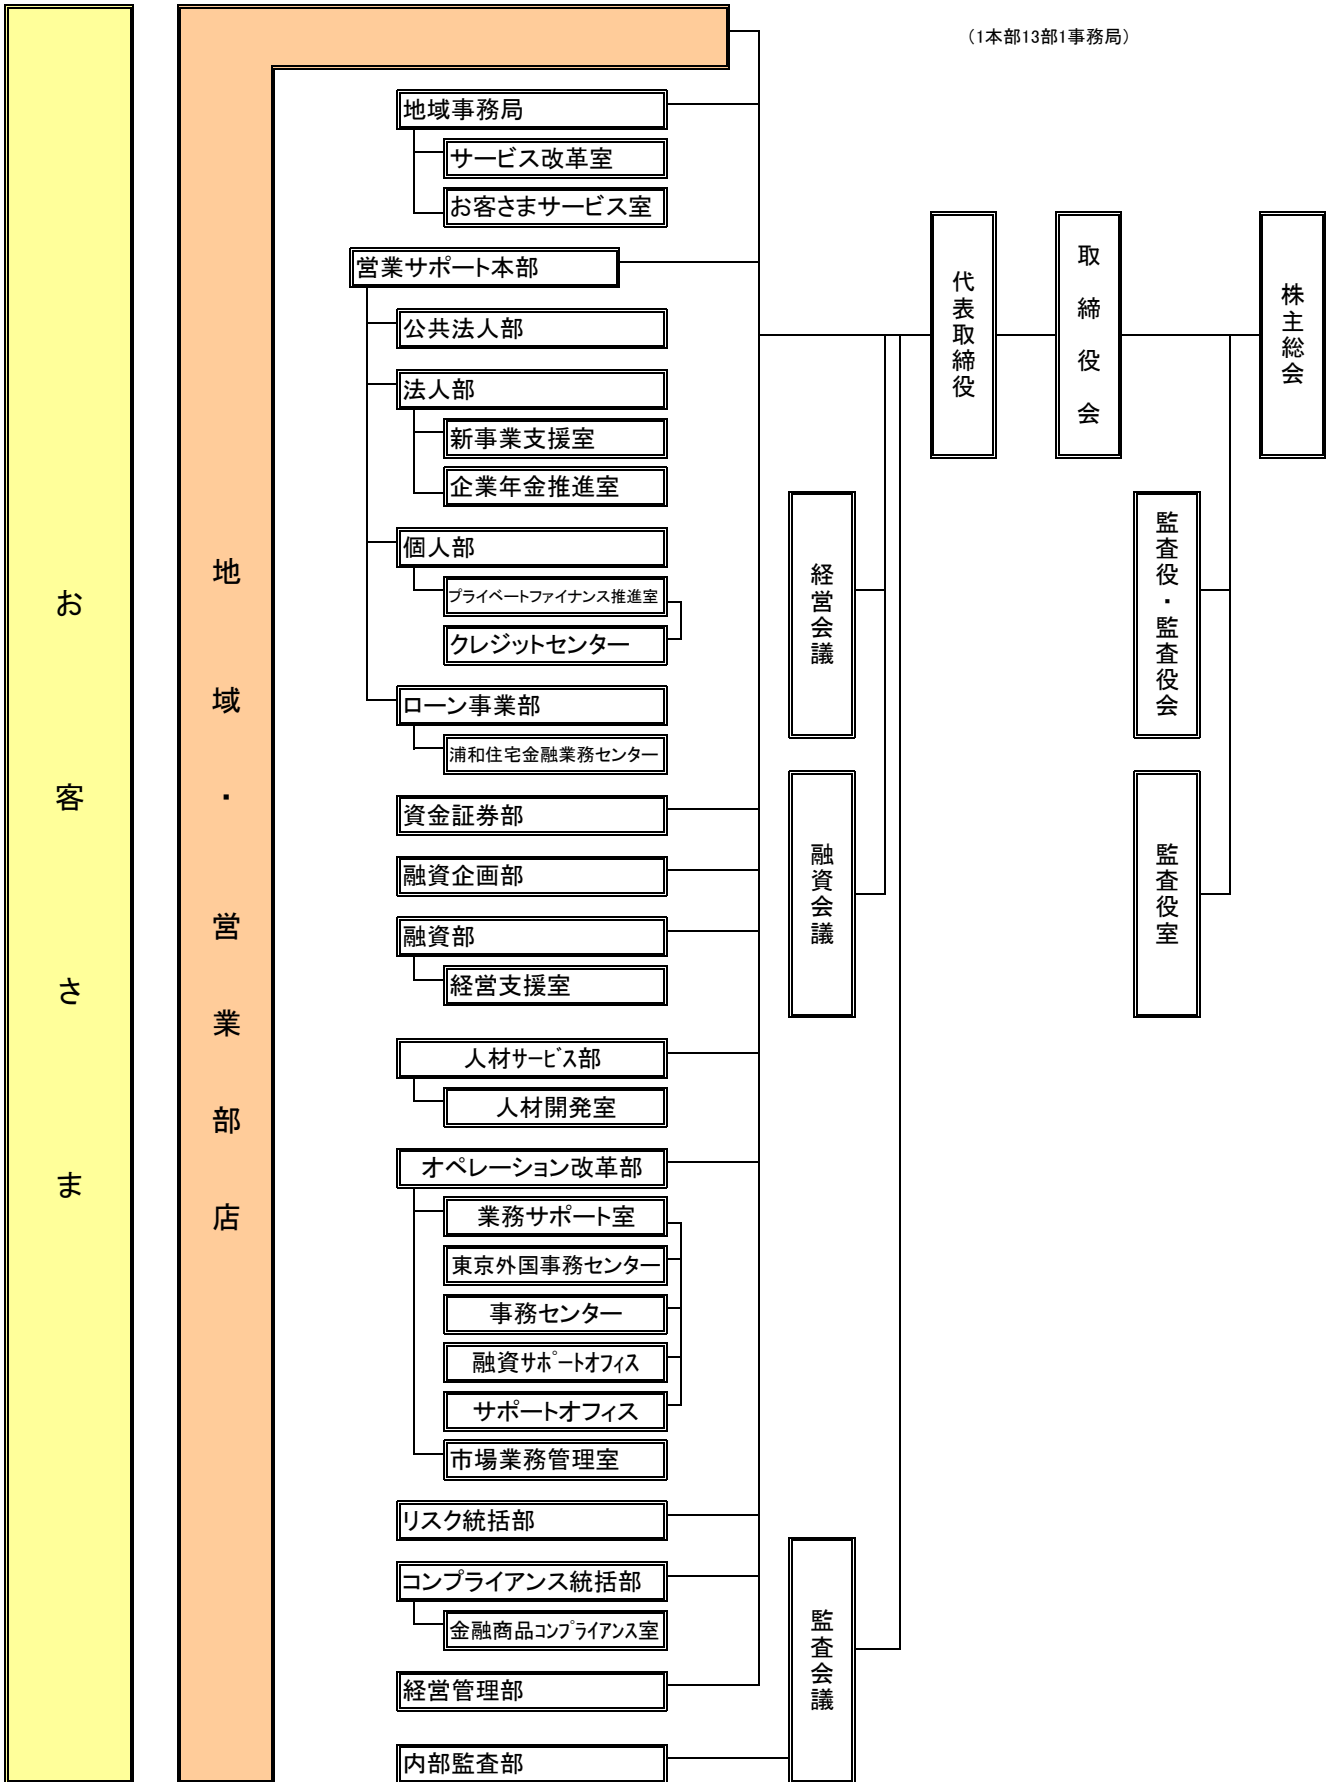 （1本部13部1事務局）
地域事務局
サービス改革室
お客さまサービス室
営業サポート本部
公共法人部
法人部
新事業支援室
企業年金推進室
個人部
プライベートファイナンス推進室
クレジットセンター
ローン事業部
浦和住宅金融業務センター
資金証券部
融資企画部
融資部
経営支援室
人材ｻｰﾋﾞｽ部
人材開発室
オペレーション改革部
業務サポート室
東京外国事務センター
事務センター
融資ｻﾎﾟｰﾄｵﾌｨｽ
サポートオフィス
市場業務管理室
リスク統括部
コンプライアンス統括部
金融商品ｺﾝﾌﾟﾗｲｱﾝｽ室
経営管理部
内部監査部
お客さま
地域・営業部店
経営会議
融資会議
監査会議
代表取締役
取締役会
監査役・監査役会
監査役室
株主総会